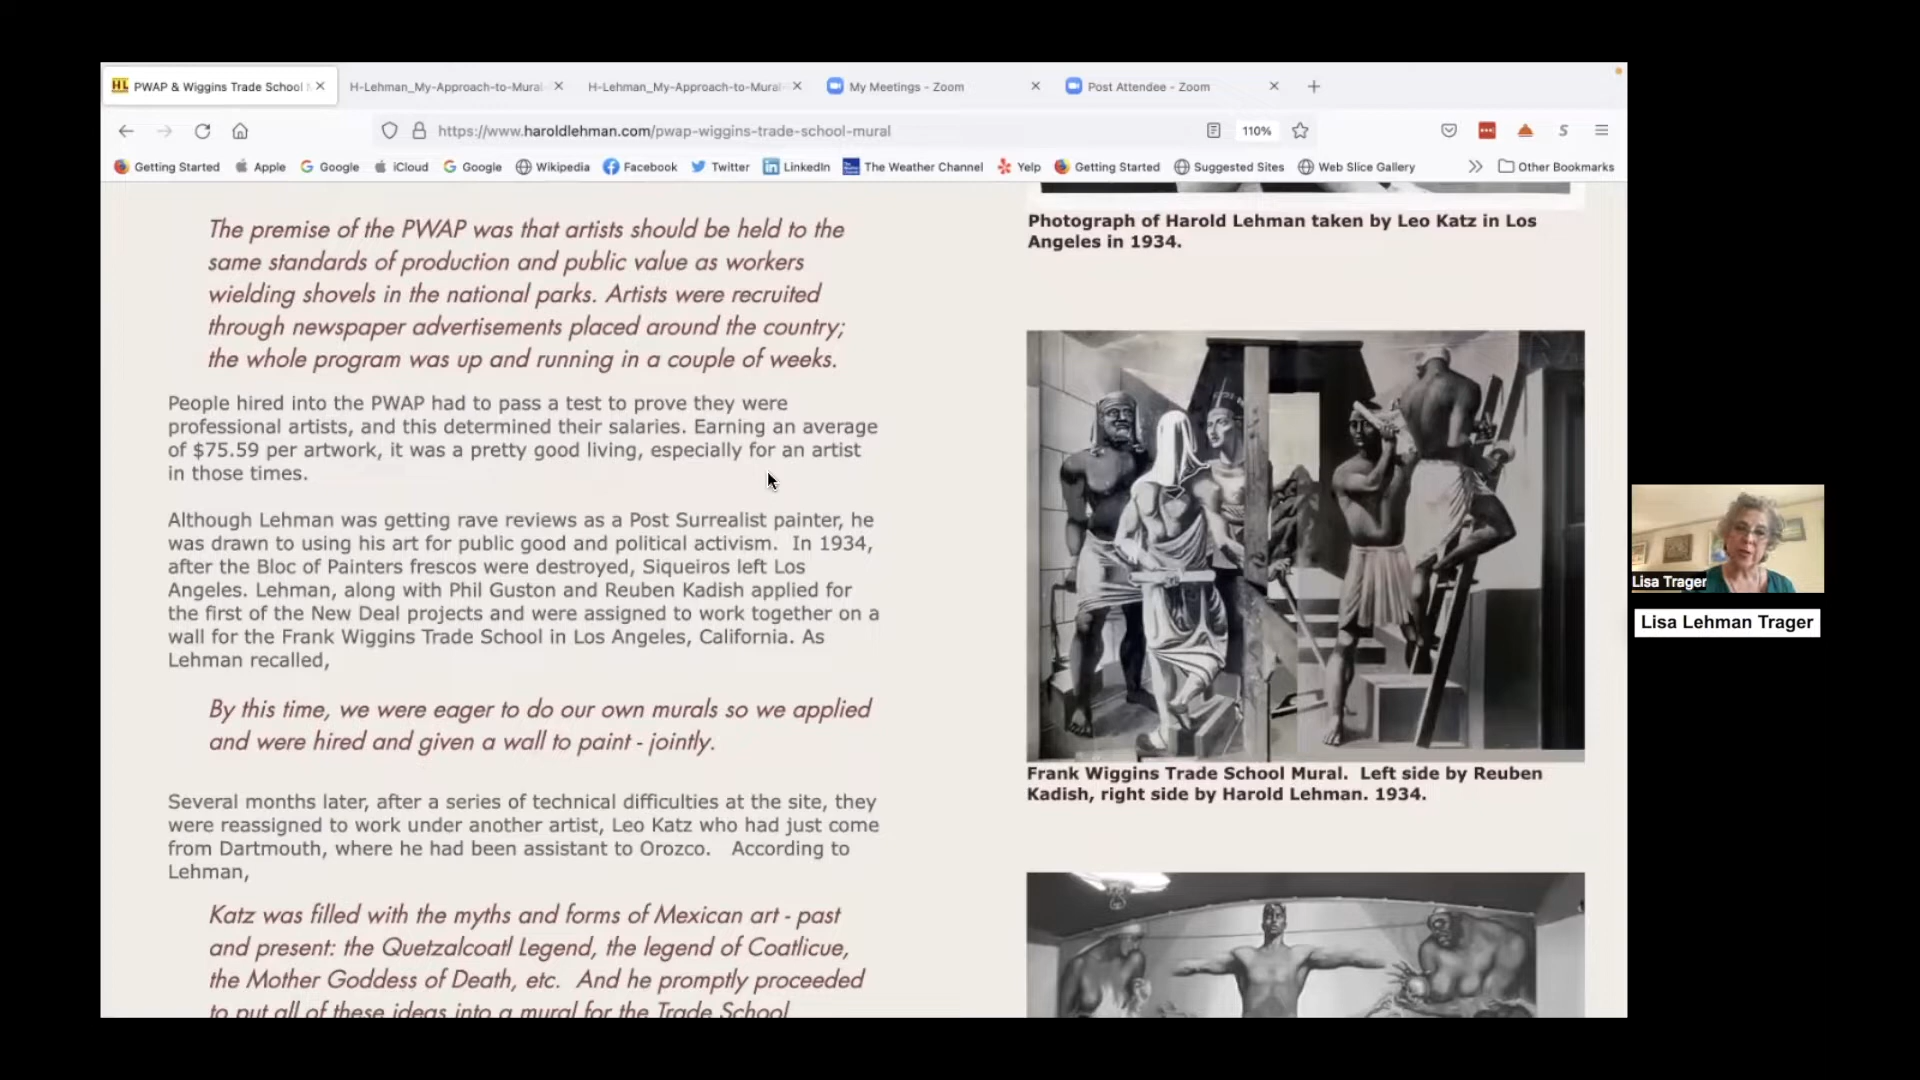 PWAP & Wiggins Trade School
H-Lehman_My-Approach-to-Mural
H-Lehman_My-Approach-to-Mural
My Meetings - Zoom
Post Attendee - Zoom
https://www.haroldlehman.com/pwap-wiggins-trade-school-mural
110%
Getting Started
Apple
Google
iCloud
Google
Wikipedia
Facebook
Twitter
LinkedIn
The Weather Channel
Yelp
Getting Started
Suggested Sites
Web Slice Gallery
Other Bookmarks
The premise of the PWAP was that artists should be held to the
same standards of production and public value as workers
wielding shovels in the national parks. Artists were recruited
through newspaper advertisements placed around the country;
the whole program was up and running in a couple of weeks.
People hired into the PWAP had to pass a test to prove they were
professional artists, and this determined their salaries. Earning an average
of $75.59 per artwork, it was a pretty good living, especially for an artist
in those times.
Although Lehman was getting rave reviews as a Post Surrealist painter, he
was drawn to using his art for public good and political activism. In 1934,
after the Bloc of Painters frescos were destroyed, Siqueiros left Los
Angeles. Lehman, along with Phil Guston and Reuben Kadish applied for
the first of the New Deal projects and were assigned to work together on a
wall for the Frank Wiggins Trade School in Los Angeles, California. As
Lehman recalled,
By this time, we were eager to do our own murals so we applied
and were hired and given a wall to paint - jointly.
Several months later, after a series of technical difficulties at the site, they
were reassigned to work under another artist, Leo Katz who had just come
from Dartmouth, where he had been assistant to Orozco. According to
Lehman,
Katz was filled with the myths and forms of Mexican art - past
and present: the Quetzalcoatl Legend, the legend of Coatlicue,
the Mother Goddess of Death, etc. And he promptly proceeded
to put all of these ideas into a mural for the Trade School
Photograph of Harold Lehman taken by Leo Katz in Los
Angeles in 1934.
Frank Wiggins Trade School Mural. Left side by Reuben
Kadish, right side by Harold Lehman. 1934.
Lisa Trager
Lisa Lehman Trager